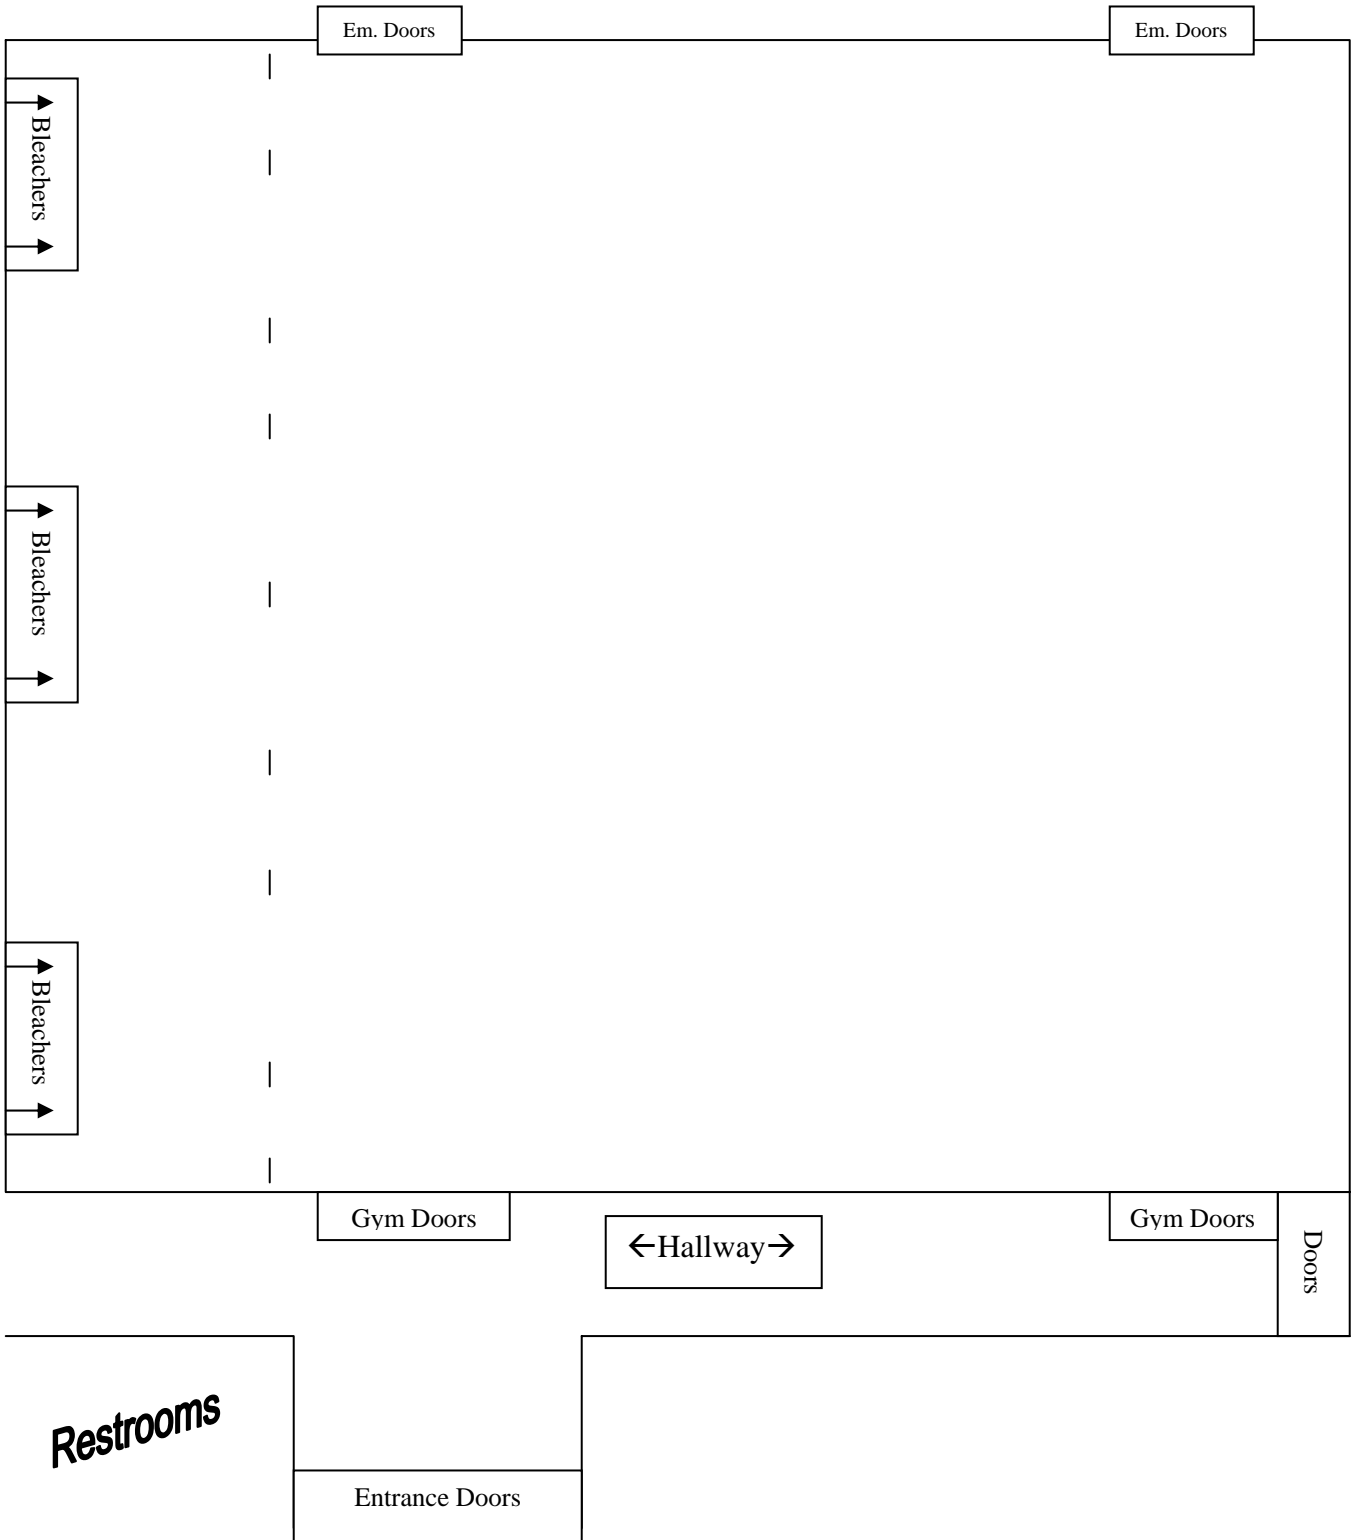 Em. Doors
Em. Doors
Bleachers
Bleachers
Bleachers
Gym Doors
Gym Doors
←Hallway→
Doors
Restrooms
Entrance Doors